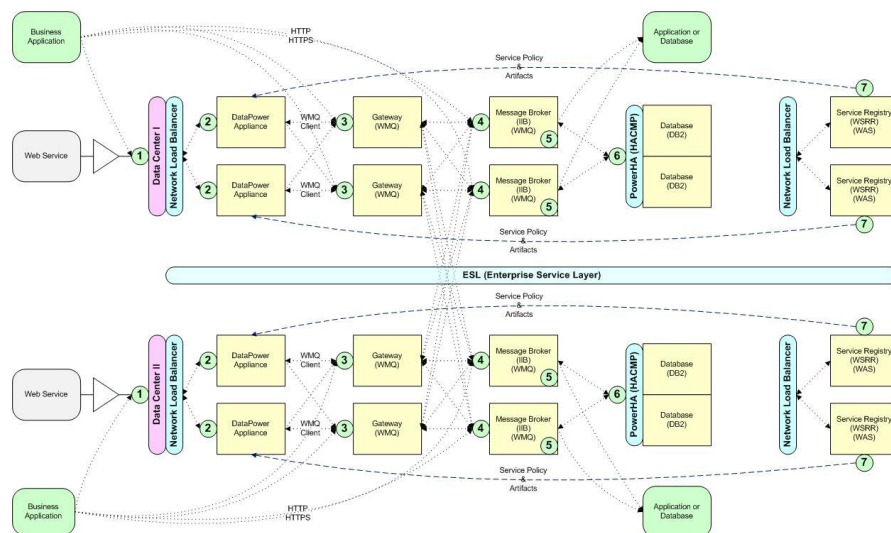 Business
Application
HTTP
HTTPS
Application or
Database
Service Policy
&
Artifacts
7
Web Service
1
Data Center I
Network Load Balancer
2
DataPower
Appliance
WMQ
Client
3
Gateway
(WMQ)
4
Message Broker
(IIB)
(WMQ)
5
2
DataPower
Appliance
WMQ
Client
3
Gateway
(WMQ)
4
Message Broker
(IIB)
(WMQ)
5
6
PowerHA (HACMP)
Database
(DB2)
Database
(DB2)
Network Load Balancer
Service Registry
(WSRR)
(WAS)
Service Registry
(WSRR)
(WAS)
7
Service Policy
&
Artifacts
ESL (Enterprise Service Layer)
Service Policy
&
Artifacts
7
Web Service
1
Data Center II
Network Load Balancer
2
DataPower
Appliance
WMQ
Client
3
Gateway
(WMQ)
4
Message Broker
(IIB)
(WMQ)
5
2
DataPower
Appliance
WMQ
Client
3
Gateway
(WMQ)
4
Message Broker
(IIB)
(WMQ)
5
6
PowerHA (HACMP)
Database
(DB2)
Database
(DB2)
Network Load Balancer
Service Registry
(WSRR)
(WAS)
Service Registry
(WSRR)
(WAS)
7
Service Policy
&
Artifacts
Business
Application
HTTP
HTTPS
Application or
Database